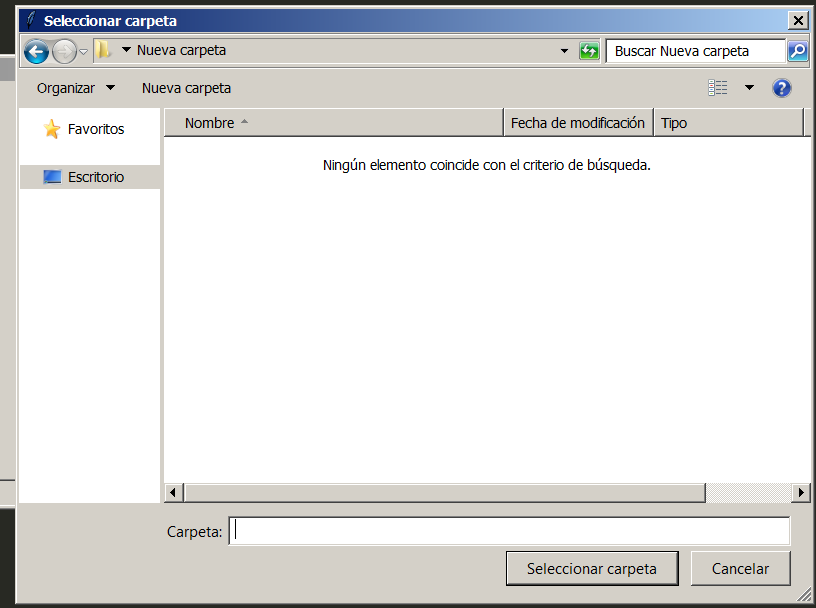 Seleccionar carpeta
Nueva carpeta
Buscar Nueva carpeta
Organizar
Nueva carpeta
?
Favoritos
Escritorio
Nombre
Fecha de modificación
Tipo
Ningún elemento coincide con el criterio de búsqueda.
Carpeta:
Seleccionar carpeta
Cancelar